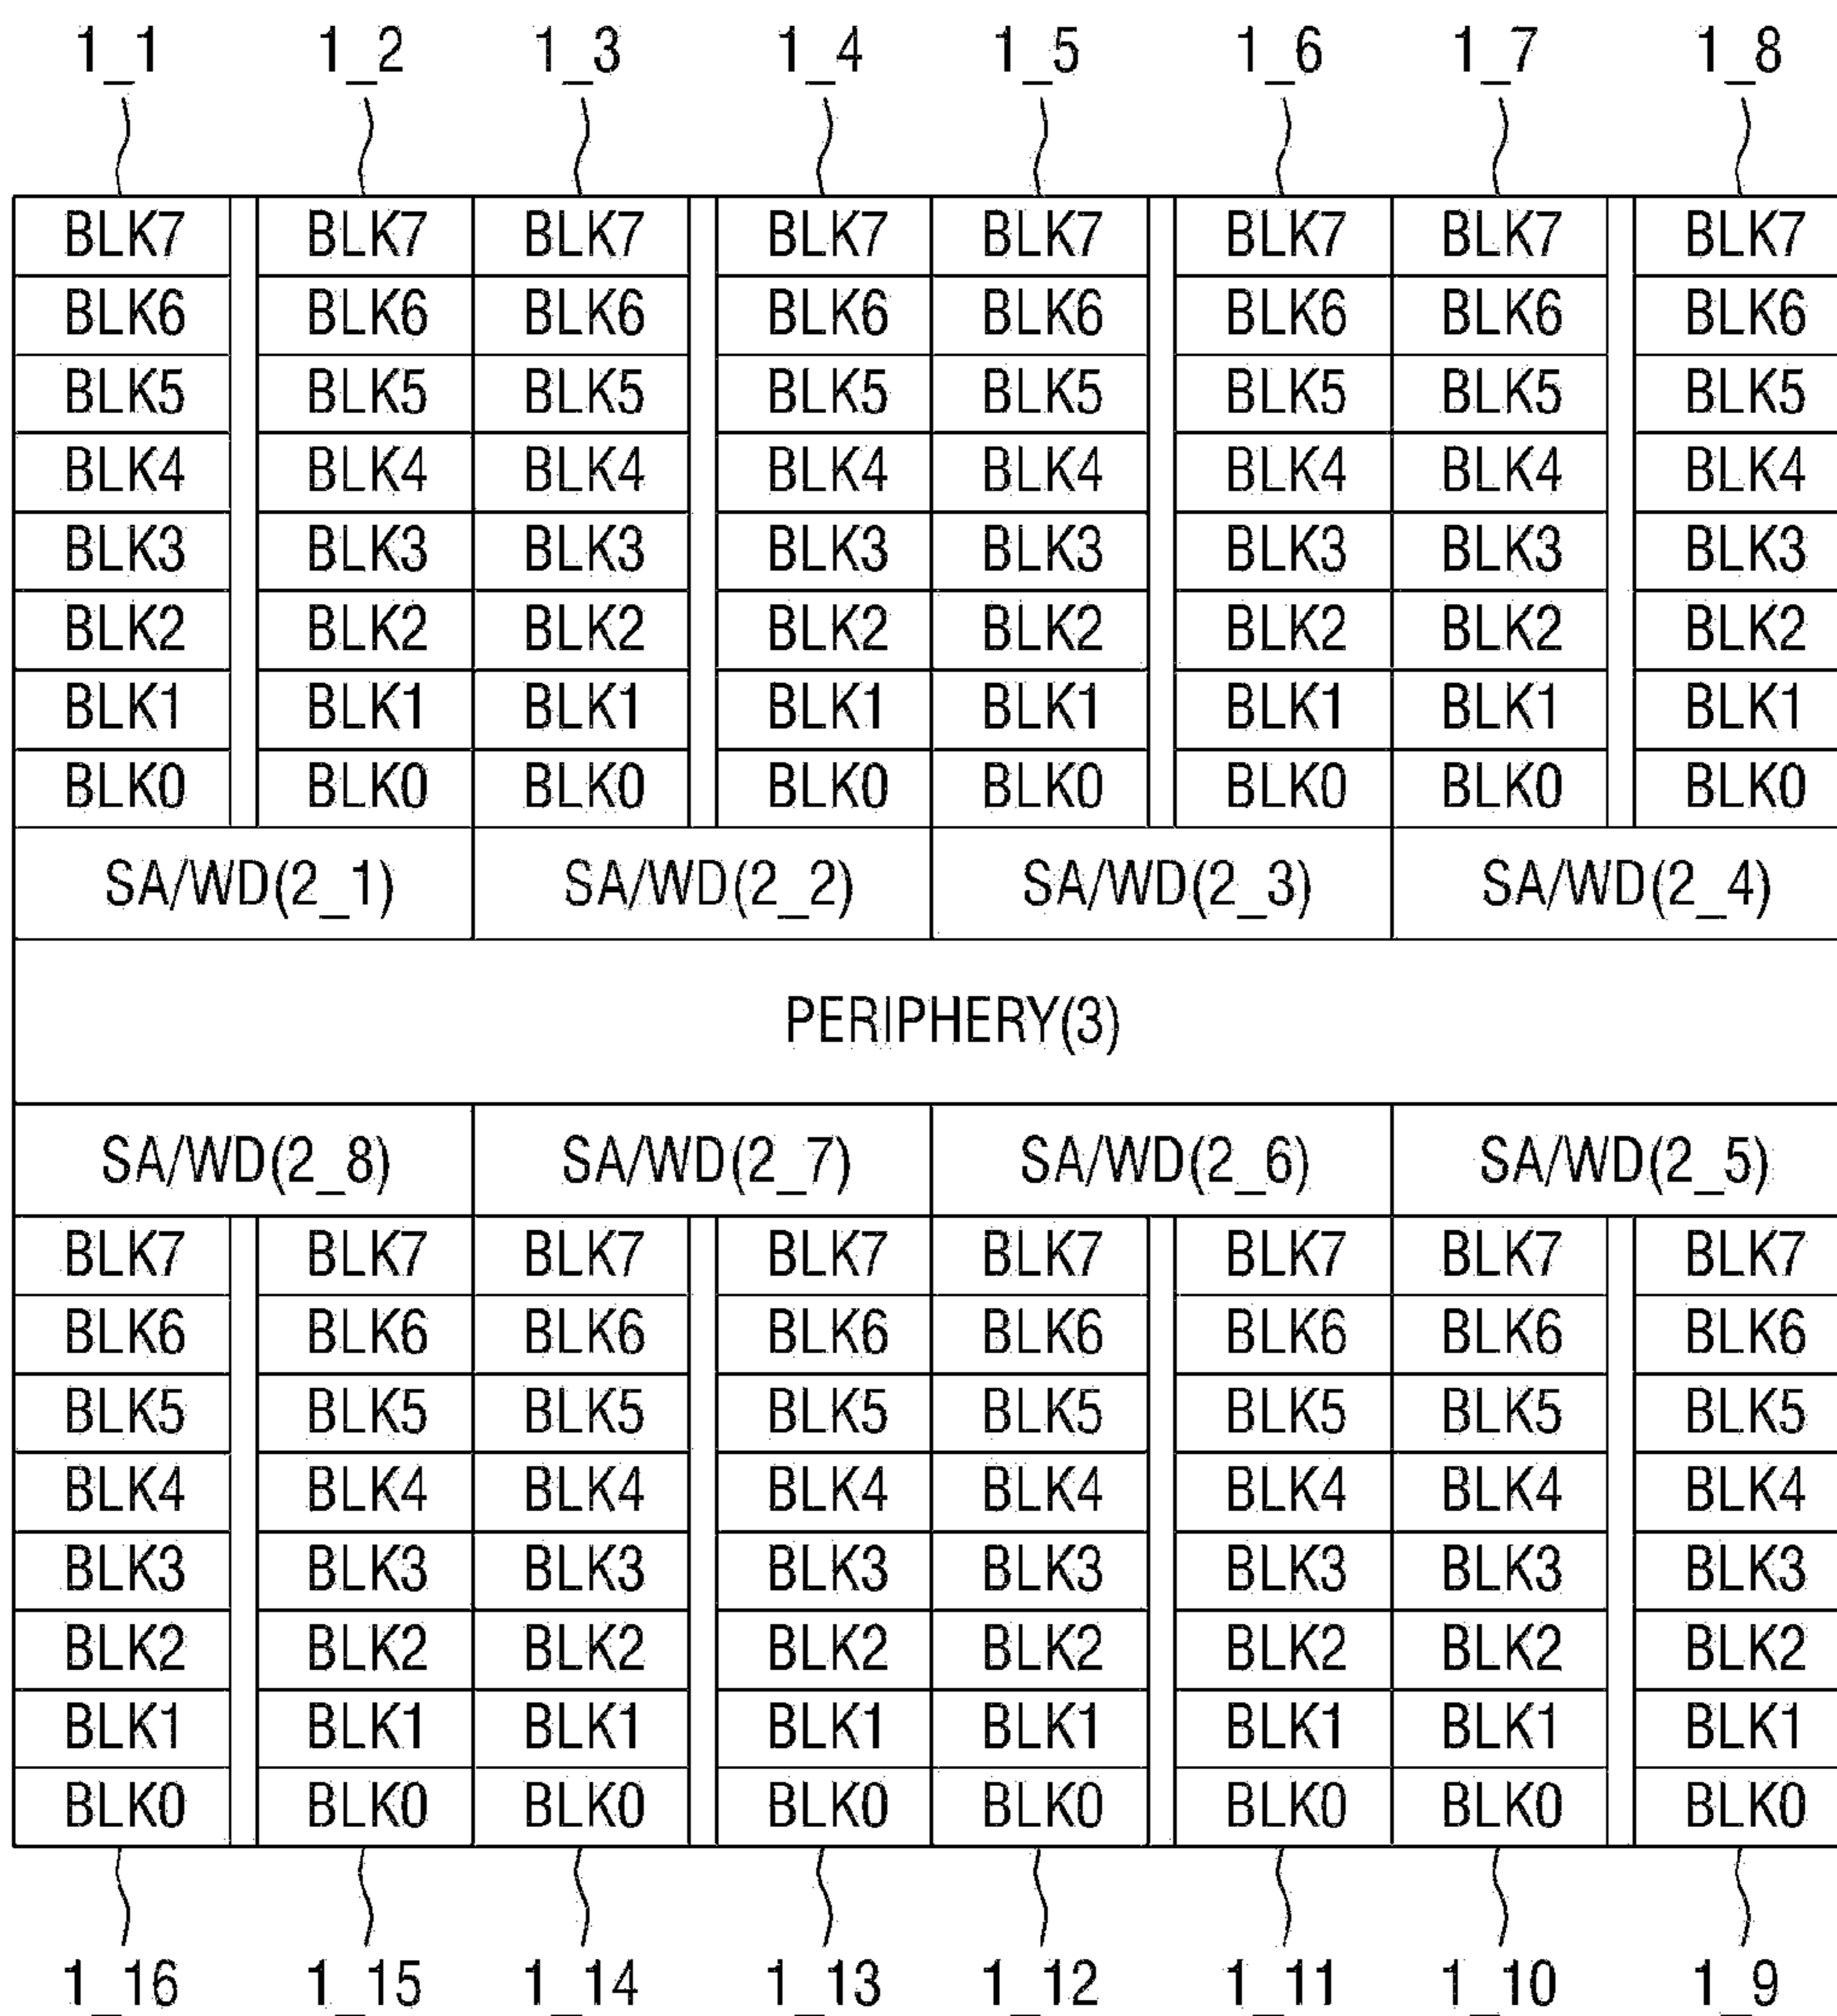 1_1 1_2 1_3 1_4 1_5 1_6 1_7 1_8
BLK7 BLK7 BLK7 BLK7 BLK7 BLK7 BLK7 BLK7
BLK6 BLK6 BLK6 BLK6 BLK6 BLK6 BLK6 BLK6
BLK5 BLK5 BLK5 BLK5 BLK5 BLK5 BLK5 BLK5
BLK4 BLK4 BLK4 BLK4 BLK4 BLK4 BLK4 BLK4
BLK3 BLK3 BLK3 BLK3 BLK3 BLK3 BLK3 BLK3
BLK2 BLK2 BLK2 BLK2 BLK2 BLK2 BLK2 BLK2
BLK1 BLK1 BLK1 BLK1 BLK1 BLK1 BLK1 BLK1
BLK0 BLK0 BLK0 BLK0 BLK0 BLK0 BLK0 BLK0
SA/WD(2_1) SA/WD(2_2) SA/WD(2_3) SA/WD(2_4)
PERIPHERY(3)
SA/WD(2_8) SA/WD(2_7) SA/WD(2_6) SA/WD(2_5)
BLK7 BLK7 BLK7 BLK7 BLK7 BLK7 BLK7 BLK7
BLK6 BLK6 BLK6 BLK6 BLK6 BLK6 BLK6 BLK6
BLK5 BLK5 BLK5 BLK5 BLK5 BLK5 BLK5 BLK5
BLK4 BLK4 BLK4 BLK4 BLK4 BLK4 BLK4 BLK4
BLK3 BLK3 BLK3 BLK3 BLK3 BLK3 BLK3 BLK3
BLK2 BLK2 BLK2 BLK2 BLK2 BLK2 BLK2 BLK2
BLK1 BLK1 BLK1 BLK1 BLK1 BLK1 BLK1 BLK1
BLK0 BLK0 BLK0 BLK0 BLK0 BLK0 BLK0 BLK0
1_16 1_15 1_14 1_13 1_12 1_11 1_10 1_9